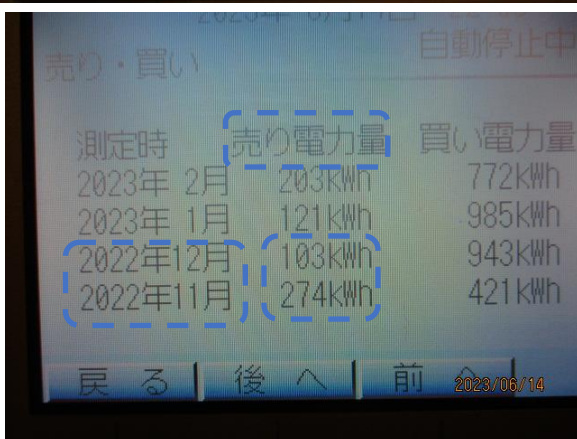 自動停止中
売り・買い
測定時 売り電力量 買い電力量
2023年 2月 203kWh 772kWh
2023年 1月 121kWh 985kWh
2022年12月 103kWh 943kWh
2022年11月 274kWh 421kWh
戻る 後へ 前へ
2023/06/14